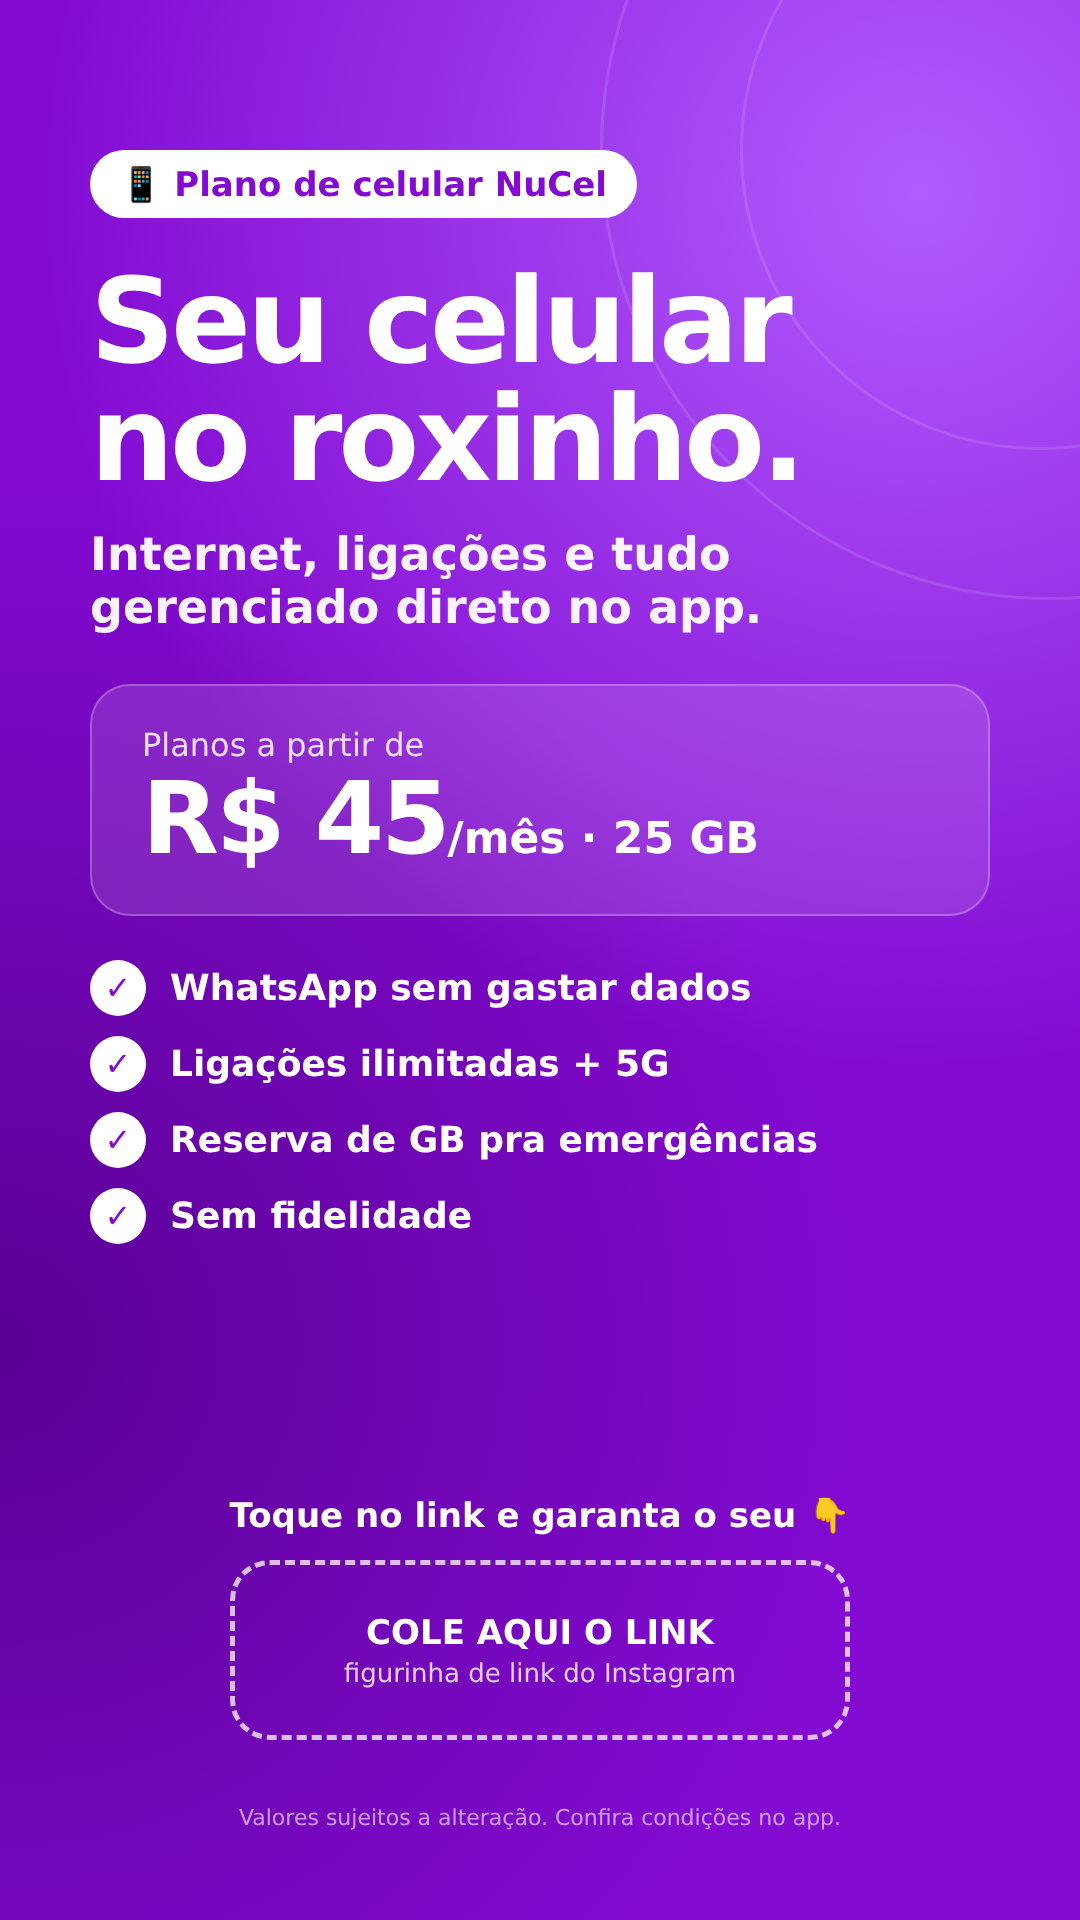 📱 Plano de celular NuCel
Seu celular
no roxinho.
Internet, ligações e tudo
gerenciado direto no app.
Planos a partir de
R$ 45/mês · 25 GB
✓ WhatsApp sem gastar dados
✓ Ligações ilimitadas + 5G
✓ Reserva de GB pra emergências
✓ Sem fidelidade
Toque no link e garanta o seu 👇
COLE AQUI O LINK
figurinha de link do Instagram
Valores sujeitos a alteração. Confira condições no app.